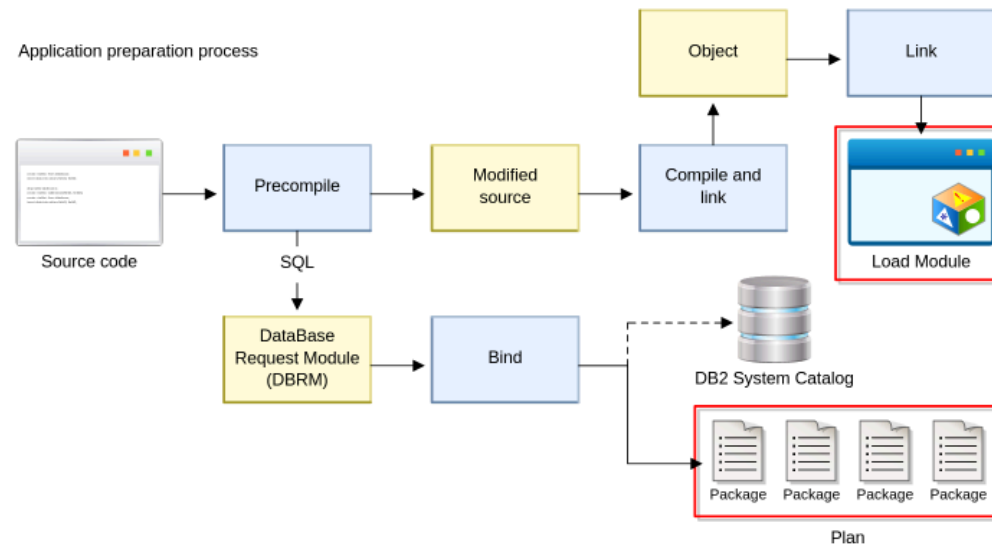 Application preparation process
Object
Link
Precompile
Modified
source
Compile and
link
Source code
SQL
Load Module
DataBase
Request Module
(DBRM)
Bind
DB2 System Catalog
Package
Package
Package
Package
Plan